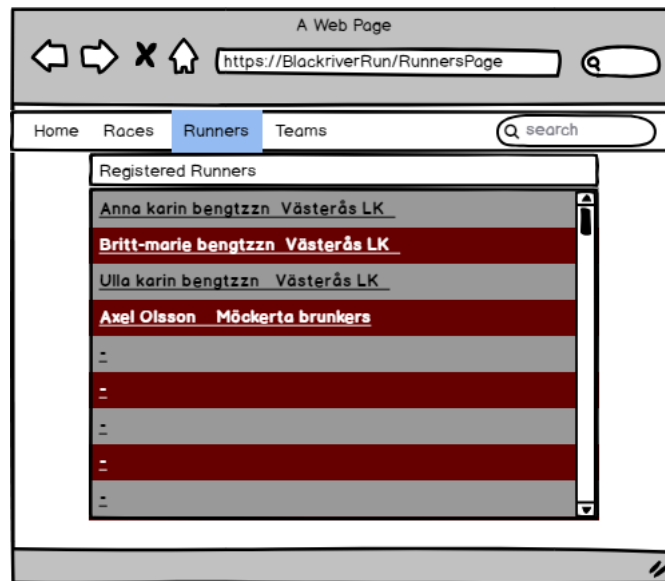 A Web Page
https://BlackriverRun/RunnersPage
Home Races Runners Teams search
Registered Runners
Anna karin bengtzzn Västerås LK
Britt-marie bengtzzn Västerås LK
Ulla karin bengtzzn Västerås LK
Axel Olsson Möckerta brunkers
-
-
-
-
-